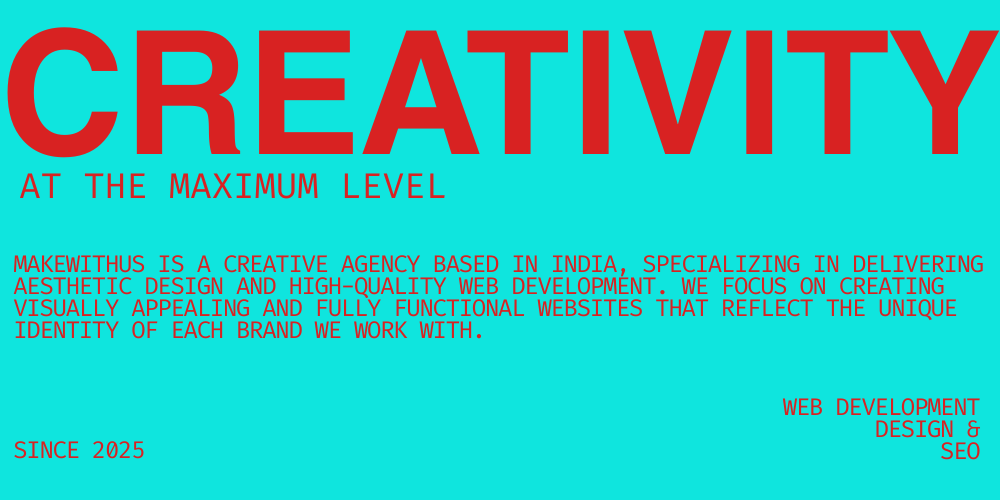 CREATIVITY
AT THE MAXIMUM LEVEL
MAKEWITHUS IS A CREATIVE AGENCY BASED IN INDIA, SPECIALIZING IN DELIVERING
AESTHETIC DESIGN AND HIGH-QUALITY WEB DEVELOPMENT. WE FOCUS ON CREATING
VISUALLY APPEALING AND FULLY FUNCTIONAL WEBSITES THAT REFLECT THE UNIQUE
IDENTITY OF EACH BRAND WE WORK WITH.
WEB DEVELOPMENT
DESIGN &
SEO
SINCE 2025